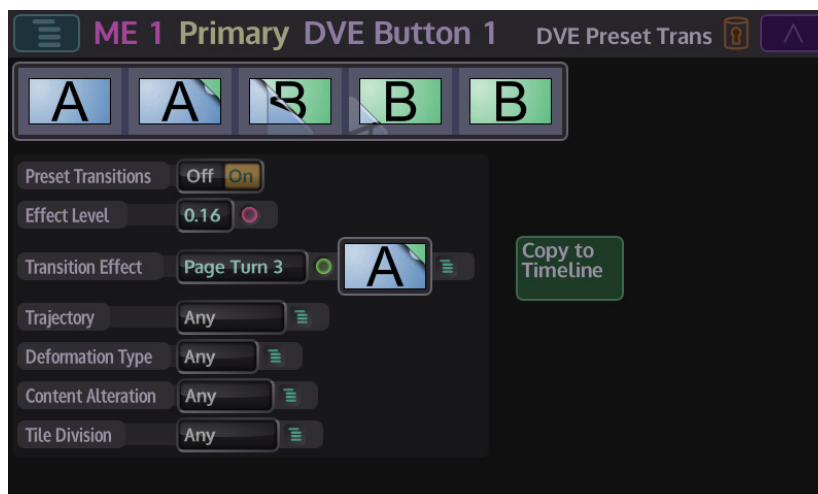 ME 1 Primary DVE Button 1 DVE Preset Trans
A A B B B
Preset Transitions Off On
Effect Level 0.16
Transition Effect Page Turn 3 A
Copy to
Timeline
Trajectory Any
Deformation Type Any
Content Alteration Any
Tile Division Any